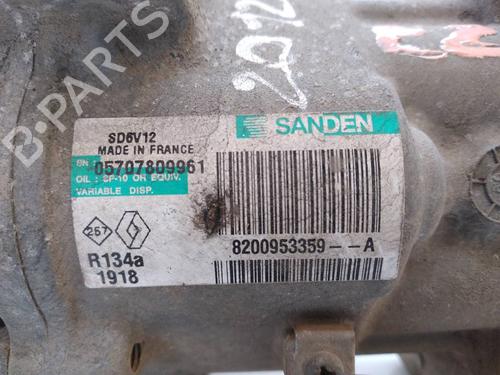 B-PARTS
2012
SD6V12
MADE IN FRANCE
SANDEN
SN 05707809961
OIL : SP-10 OR EQUIV.
VARIABLE DISP.
267
8200953359--A
R134a
1918